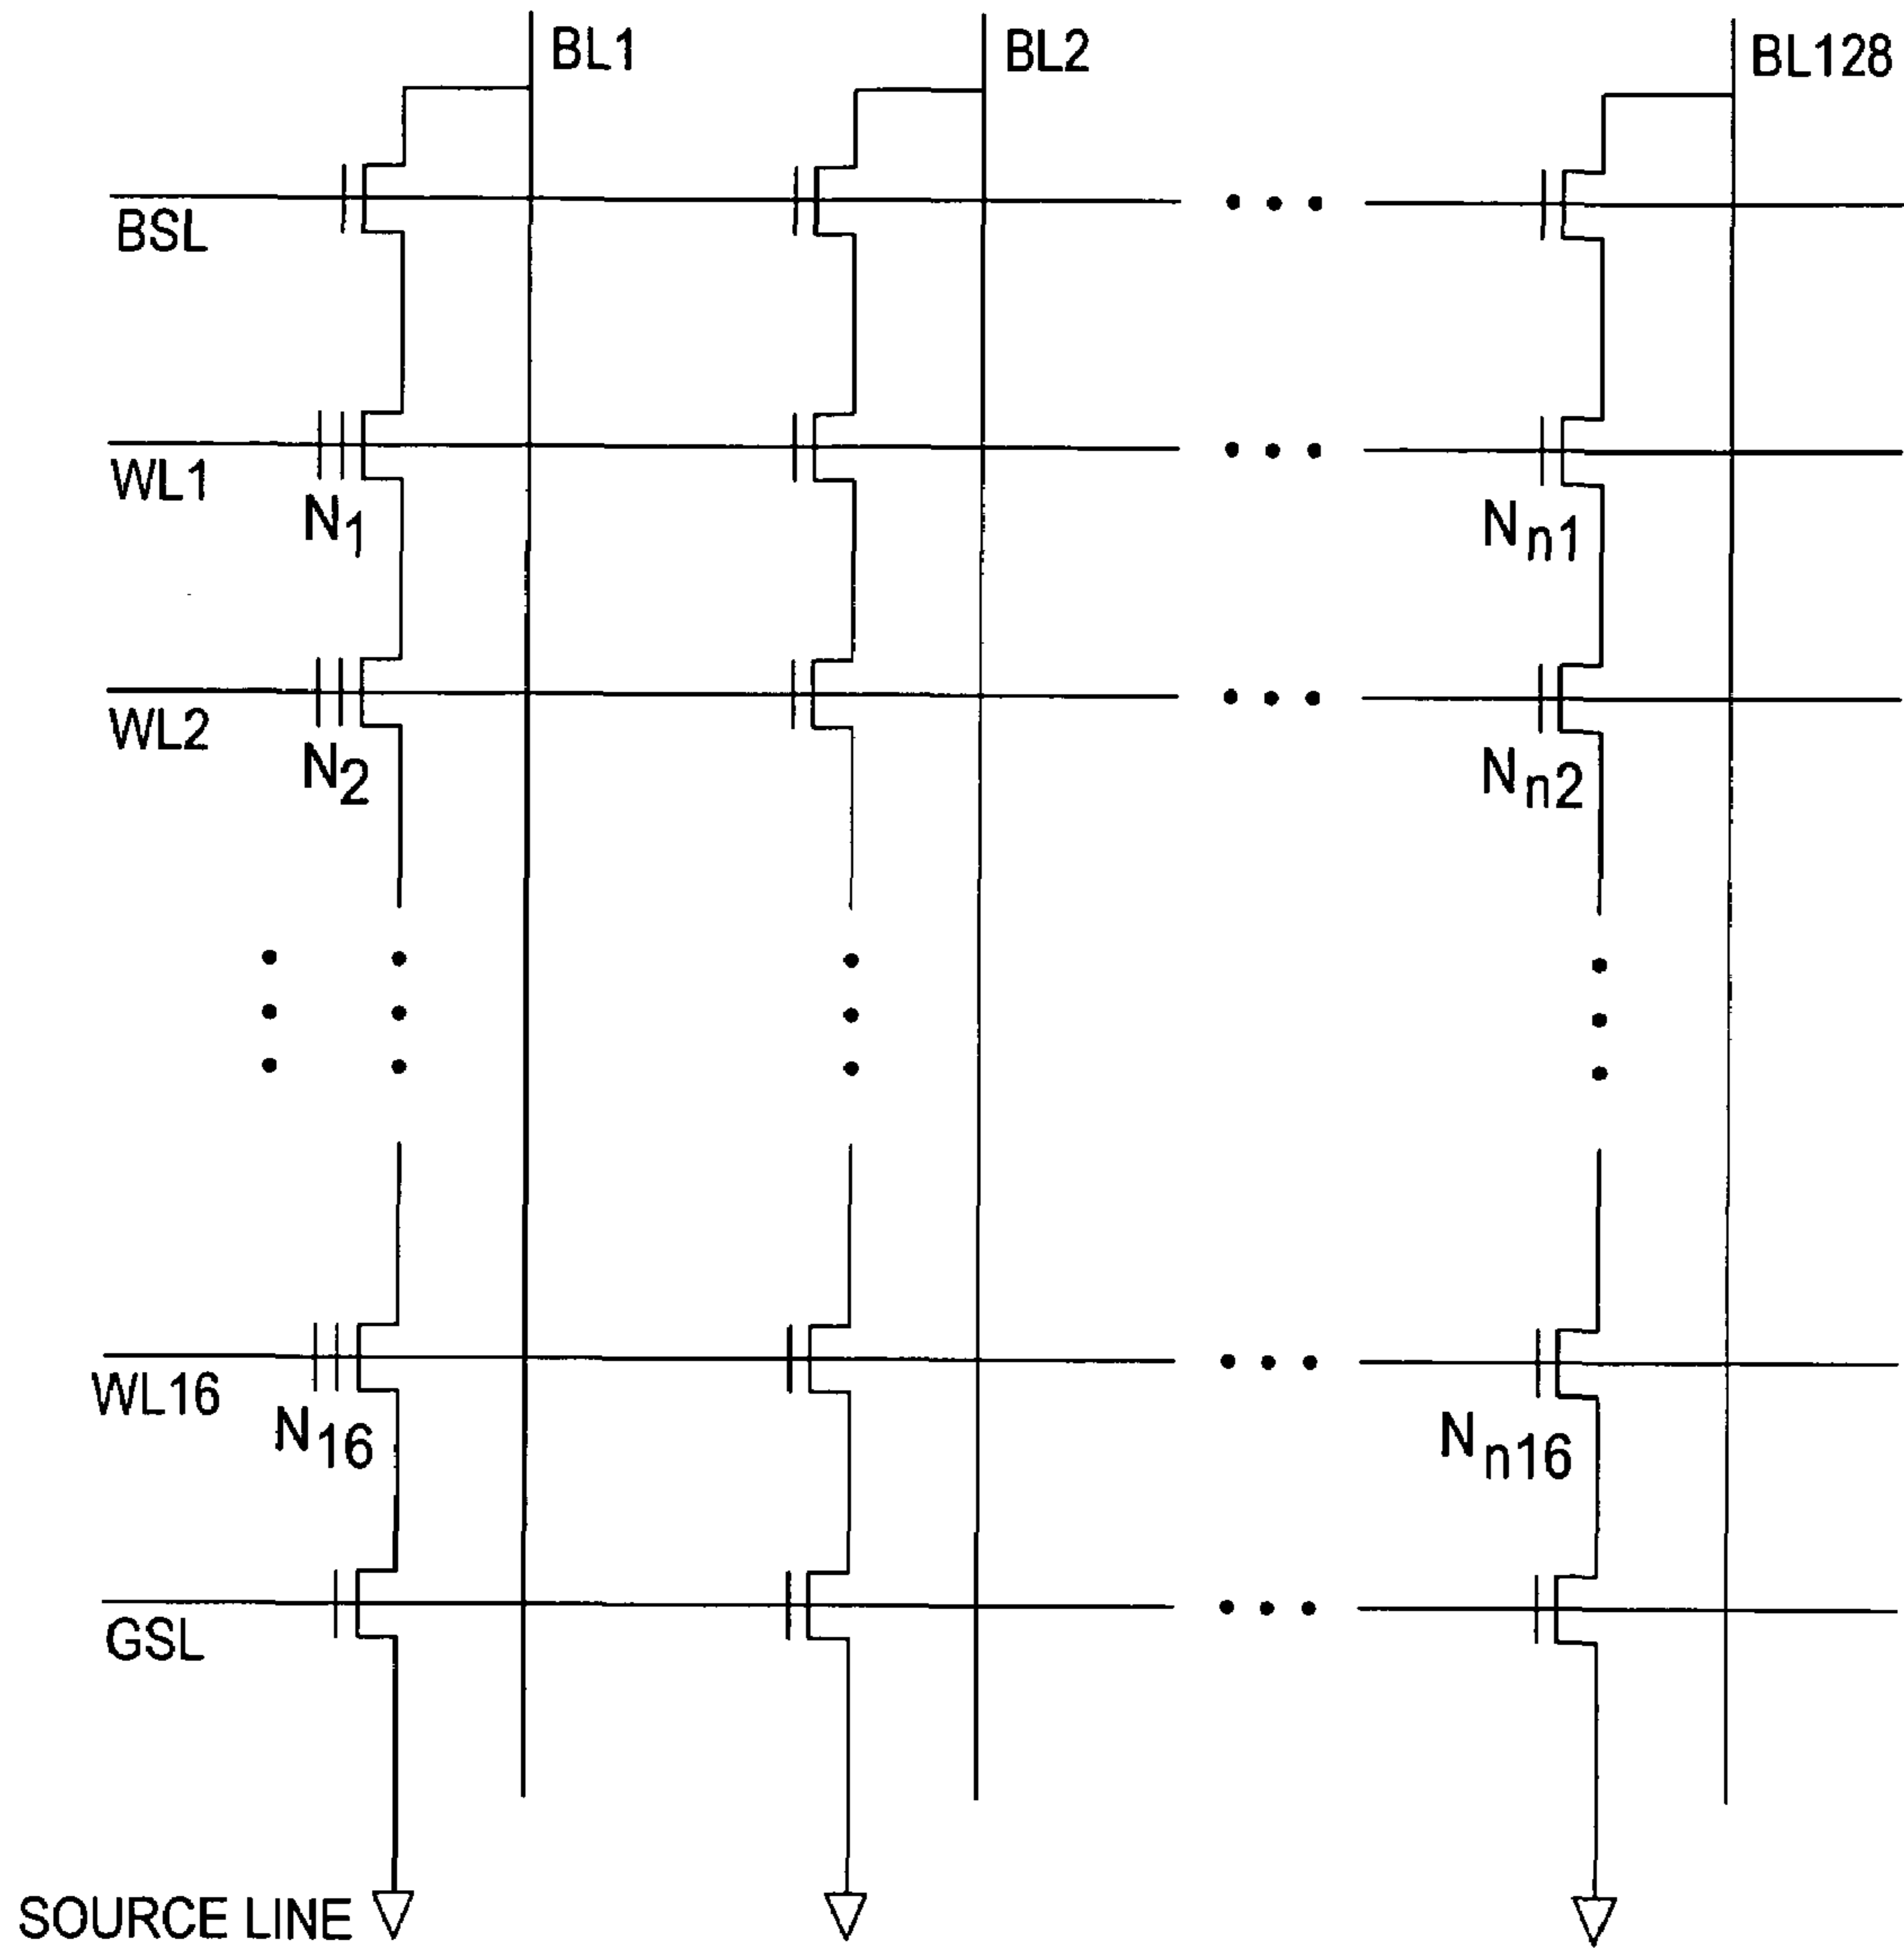 BL1
BL2
BL128
BSL
WL1
N1
Nn1
WL2
N2
Nn2
WL16
N16
Nn16
GSL
SOURCE LINE